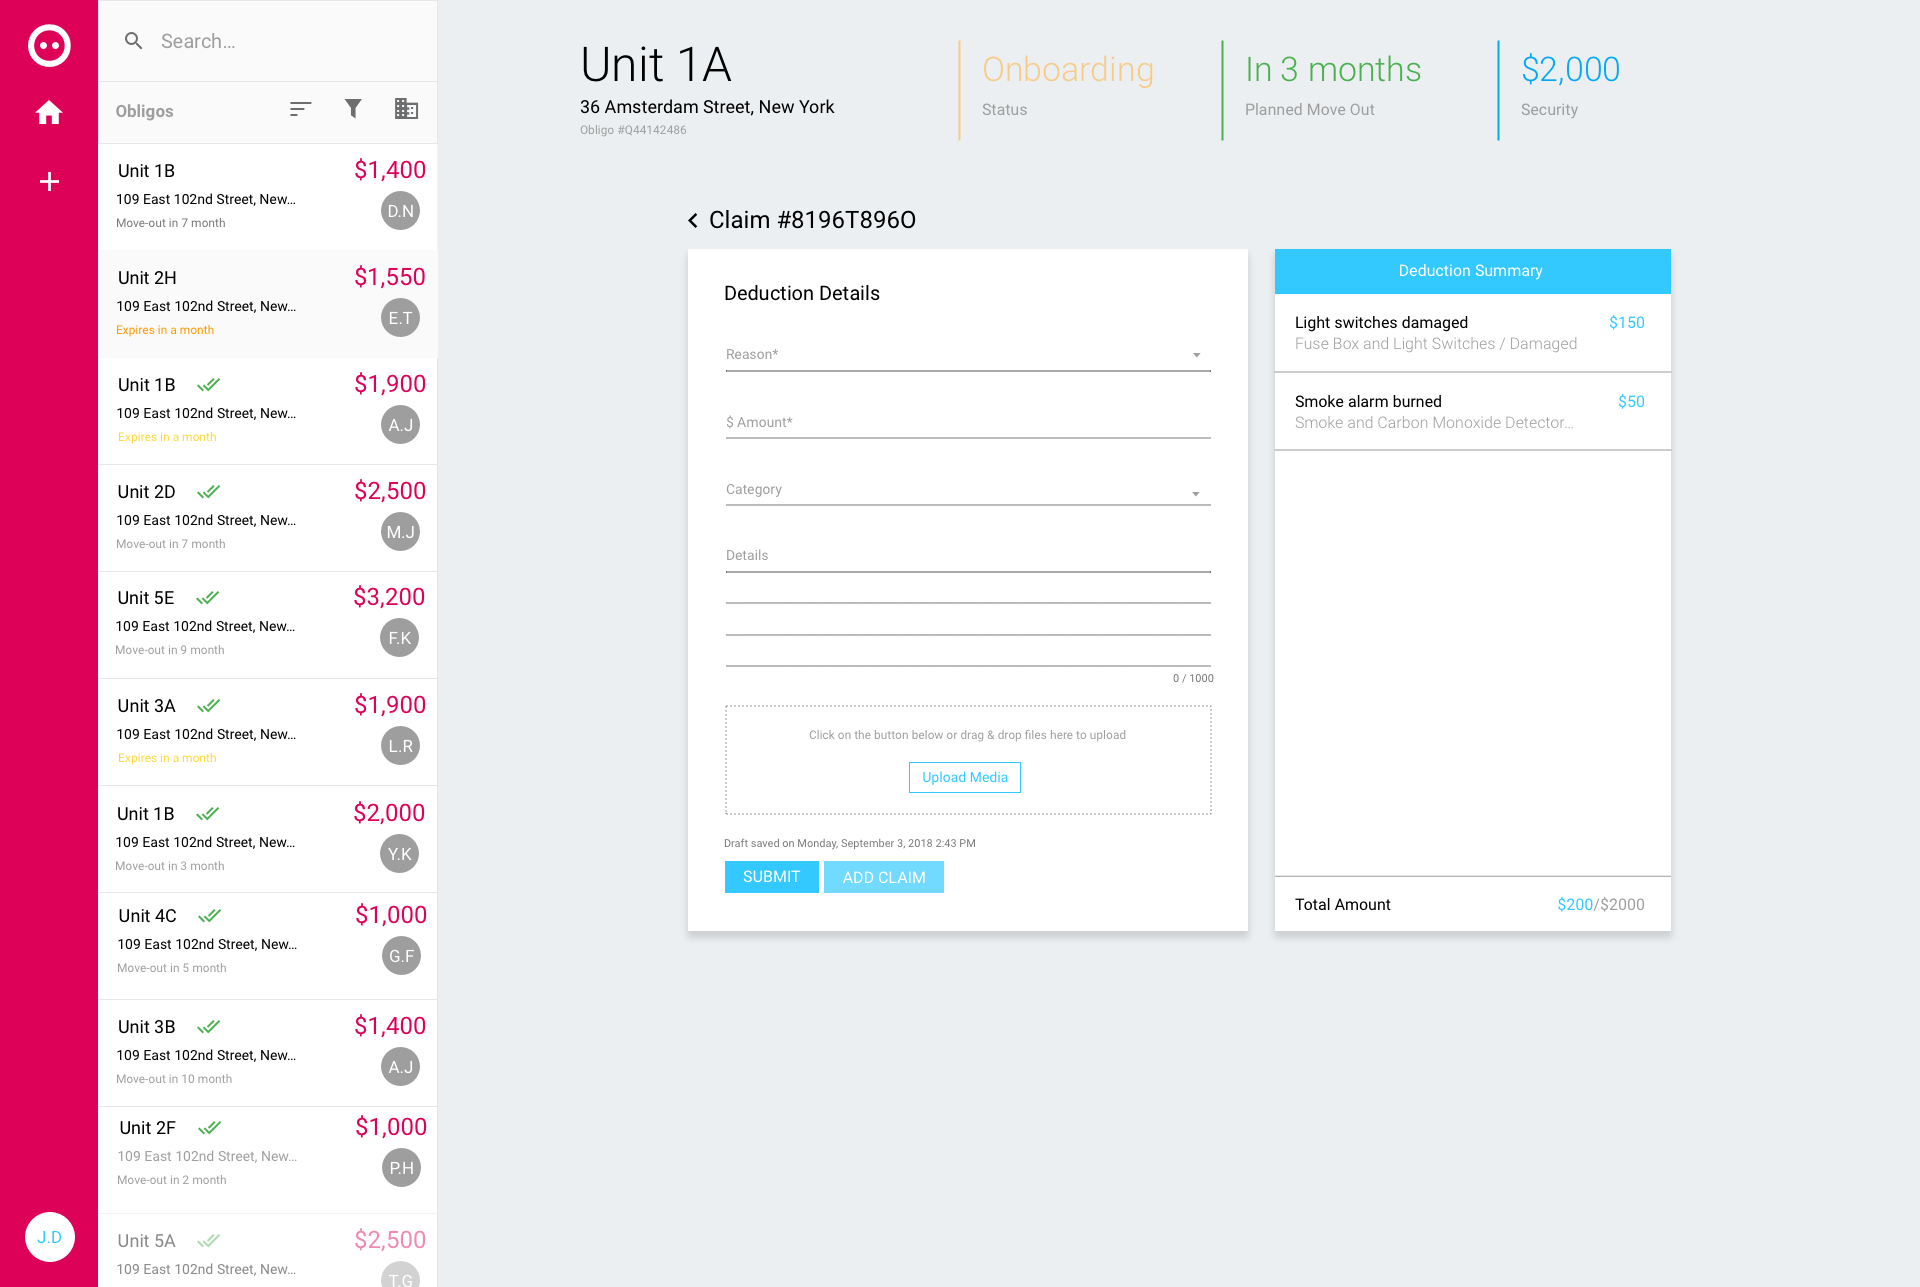 Search...
Obligos
Unit 1B
$1,400
109 East 102nd Street, New...
D.N
Move-out in 7 month
Unit 2H
$1,550
109 East 102nd Street, New...
E.T
Expires in a month
Unit 1B
$1,900
109 East 102nd Street, New...
A.J
Expires in a month
Unit 2D
$2,500
109 East 102nd Street, New...
M.J
Move-out in 7 month
Unit 5E
$3,200
109 East 102nd Street, New...
F.K
Move-out in 9 month
Unit 3A
$1,900
109 East 102nd Street, New...
L.R
Expires in a month
Unit 1B
$2,000
109 East 102nd Street, New...
Y.K
Move-out in 3 month
Unit 4C
$1,000
109 East 102nd Street, New...
G.F
Move-out in 5 month
Unit 3B
$1,400
109 East 102nd Street, New...
A.J
Move-out in 10 month
Unit 2F
$1,000
109 East 102nd Street, New...
P.H
Move-out in 2 month
Unit 5A
$2,500
109 East 102nd Street, New...
T.G
J.D
Unit 1A
36 Amsterdam Street, New York
Obligo #Q44142486
Onboarding
Status
In 3 months
Planned Move Out
$2,000
Security
Claim #8196T896O
Deduction Details
Reason*
$ Amount*
Category
Details
0 / 1000
Click on the button below or drag & drop files here to upload
Upload Media
Draft saved on Monday, September 3, 2018 2:43 PM
SUBMIT
ADD CLAIM
Deduction Summary
Light switches damaged $150
Fuse Box and Light Switches / Damaged
Smoke alarm burned $50
Smoke and Carbon Monoxide Detector...
Total Amount $200/$2000